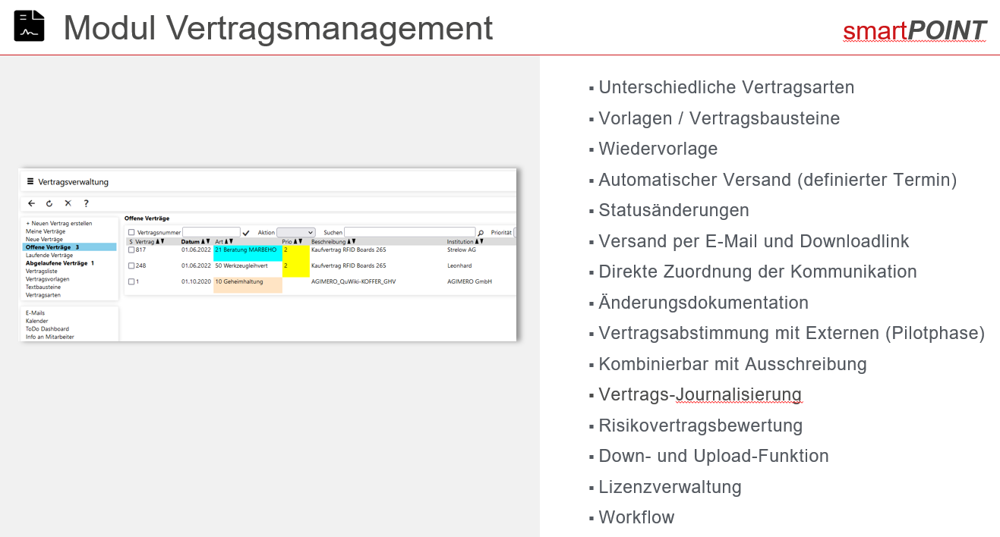 Modul Vertragsmanagement
smartPOINT
Vertragsverwaltung
?
+ Neuen Vertrag erstellen
Meine Verträge
Neue Verträge
Offene Verträge 3
Laufende Verträge
Abgelaufene Verträge 1
Vertragsliste
Vertragsvorlagen
Textbausteine
Vertragsarten
E-Mails
Kalender
ToDo Dashboard
Info an Mitarbeiter
Offene Verträge
Vertragsnummer Aktion Suchen Priorität
S Vertrag Datum Art Prio Beschreibung Institution
817 01.06.2022 21 Beratung MARBEHO 2 Kaufvertrag RFID Boards 265 Strelow AG
248 01.06.2022 50 Werkzeugleihvert 2 Kaufvertrag RFID Boards 265 Leonhard
1 01.10.2020 10 Geheimhaltung AGIMERO_QuWiki-KOFFER_GHV AGIMERO GmbH
▪ Unterschiedliche Vertragsarten
▪ Vorlagen / Vertragsbausteine
▪ Wiedervorlage
▪ Automatischer Versand (definierter Termin)
▪ Statusänderungen
▪ Versand per E-Mail und Downloadlink
▪ Direkte Zuordnung der Kommunikation
▪ Änderungsdokumentation
▪ Vertragsabstimmung mit Externen (Pilotphase)
▪ Kombinierbar mit Ausschreibung
▪ Vertrags-Journalisierung
▪ Risikovertragsbewertung
▪ Down- und Upload-Funktion
▪ Lizenzverwaltung
▪ Workflow